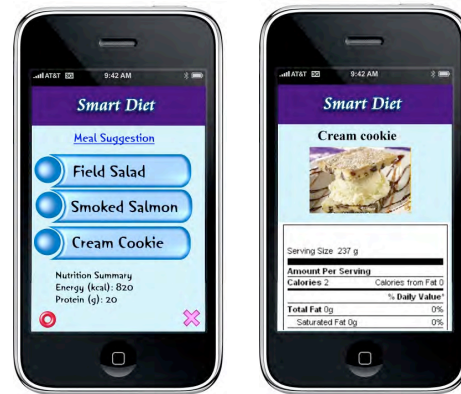 AT&T 3G 9:42 AM
Smart Diet
Meal Suggestion
Field Salad
Smoked Salmon
Cream Cookie
Nutrition Summary
Energy (kcal): 820
Protein (g): 20
AT&T 3G 9:42 AM
Smart Diet
Cream cookie
Serving Size 237 g
Amount Per Serving
Calories 2 Calories from Fat 0
% Daily Value*
Total Fat 0g 0%
Saturated Fat 0g 0%